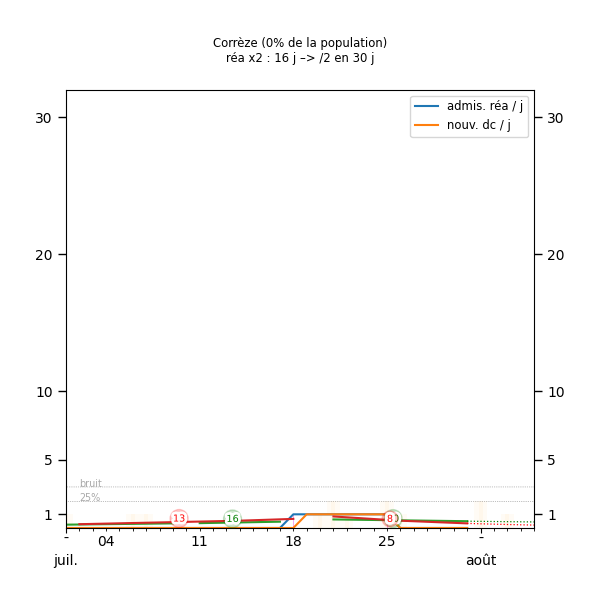 Corrèze (0% de la population)
réa x2 : 16 j –> /2 en 30 j
admis. réa / j
nouv. dc / j
30 30
20 20
10 10
5 5
bruit
25%
1 13 16 1
- 04 11 18 25 -
juil. août